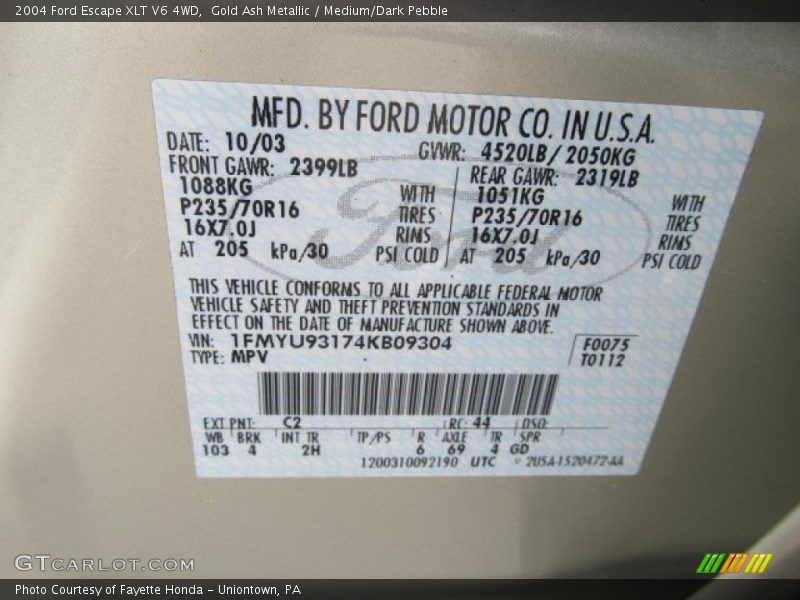 2004 Ford Escape XLT V6 4WD,  Gold Ash Metallic / Medium/Dark Pebble
MFD. BY FORD MOTOR CO. IN U.S.A.
DATE: 10/03 GVWR: 4520LB/ 2050KG
FRONT GAWR: 2399LB REAR GAWR: 2319LB
1088KG WITH 1051KG WITH
P235/70R16 TIRES P235/70R16 TIRES
16X7.0J RIMS 16X7.0J RIMS
AT 205 kPa/30 PSI COLD AT 205 kPa/30 PSI COLD
Ford
THIS VEHICLE CONFORMS TO ALL APPLICABLE FEDERAL MOTOR
VEHICLE SAFETY AND THEFT PREVENTION STANDARDS IN
EFFECT ON THE DATE OF MANUFACTURE SHOWN ABOVE.
VIN: 1FMYU93174KB09304 F0075
TYPE: MPV T0112
EXT PNT: C2 RC: 44 DSO:
WB BRK INT TR TP/PS R AXLE TR SPR
103 4 2H 6 69 4 GD
1200310092190 UTC 2USA-1520472-AA
GTCARLOT.COM
Photo Courtesy of Fayette Honda - Uniontown, PA